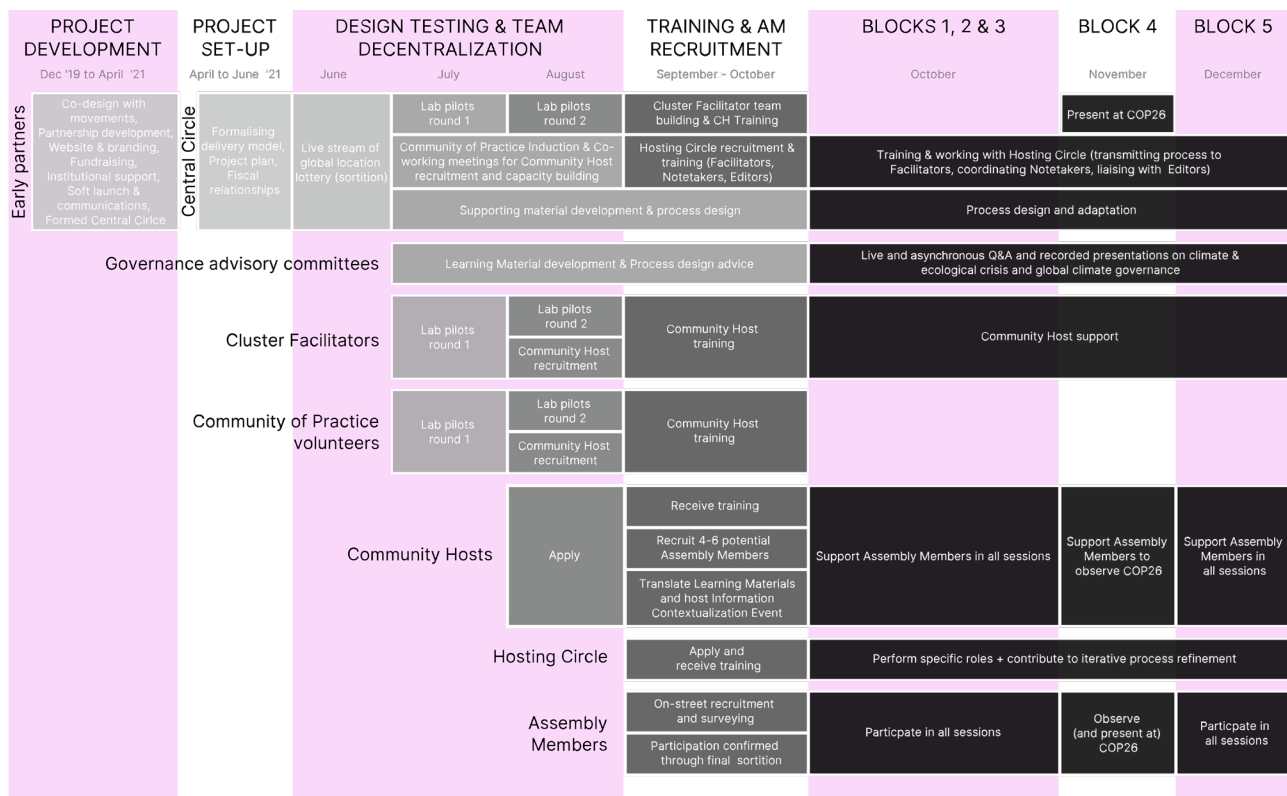 PROJECT
DEVELOPMENT
Dec '19 to April '21
PROJECT
SET-UP
April to June '21
DESIGN TESTING & TEAM
DECENTRALIZATION
June
July
August
TRAINING & AM
RECRUITMENT
September - October
BLOCKS 1, 2 & 3
October
BLOCK 4
November
BLOCK 5
December
Early partners
Co-design with
movements,
Partnership development,
Website & branding,
Fundraising,
Institutional support,
Soft launch &
communications,
Formed Central Cirlce
Central Circle
Formalising
delivery model,
Project plan,
Fiscal
relationships
Live stream of
global location
lottery (sortition)
Lab pilots
round 1
Lab pilots
round 2
Cluster Facilitator team
building & CH Training
Present at COP26
Community of Practice Induction & Co-
working meetings for Community Host
recruitment and capacity building
Hosting Circle recruitment &
training (Facilitators,
Notetakers, Editors)
Training & working with Hosting Circle (transmitting process to
Facilitators, coordinating Notetakers, liaising with Editors)
Supporting material development & process design
Process design and adaptation
Governance advisory committees
Learning Material development & Process design advice
Live and asynchronous Q&A and recorded presentations on climate &
ecological crisis and global climate governance
Cluster Facilitators
Lab pilots
round 1
Lab pilots
round 2
Community Host
recruitment
Community Host
training
Community Host support
Community of Practice
volunteers
Lab pilots
round 1
Lab pilots
round 2
Community Host
recruitment
Community Host
training
Community Hosts
Apply
Receive training
Recruit 4-6 potential
Assembly Members
Translate Learning Materials
and host Information
Contextualization Event
Support Assembly Members in all sessions
Support Assembly
Members to
observe COP26
Support Assembly
Members in
all sessions
Hosting Circle
Apply and
receive training
Perform specific roles + contribute to iterative process refinement
Assembly
Members
On-street recruitment
and surveying
Participation confirmed
through final sortition
Particpate in all sessions
Observe
(and present at)
COP26
Particpate in
all sessions